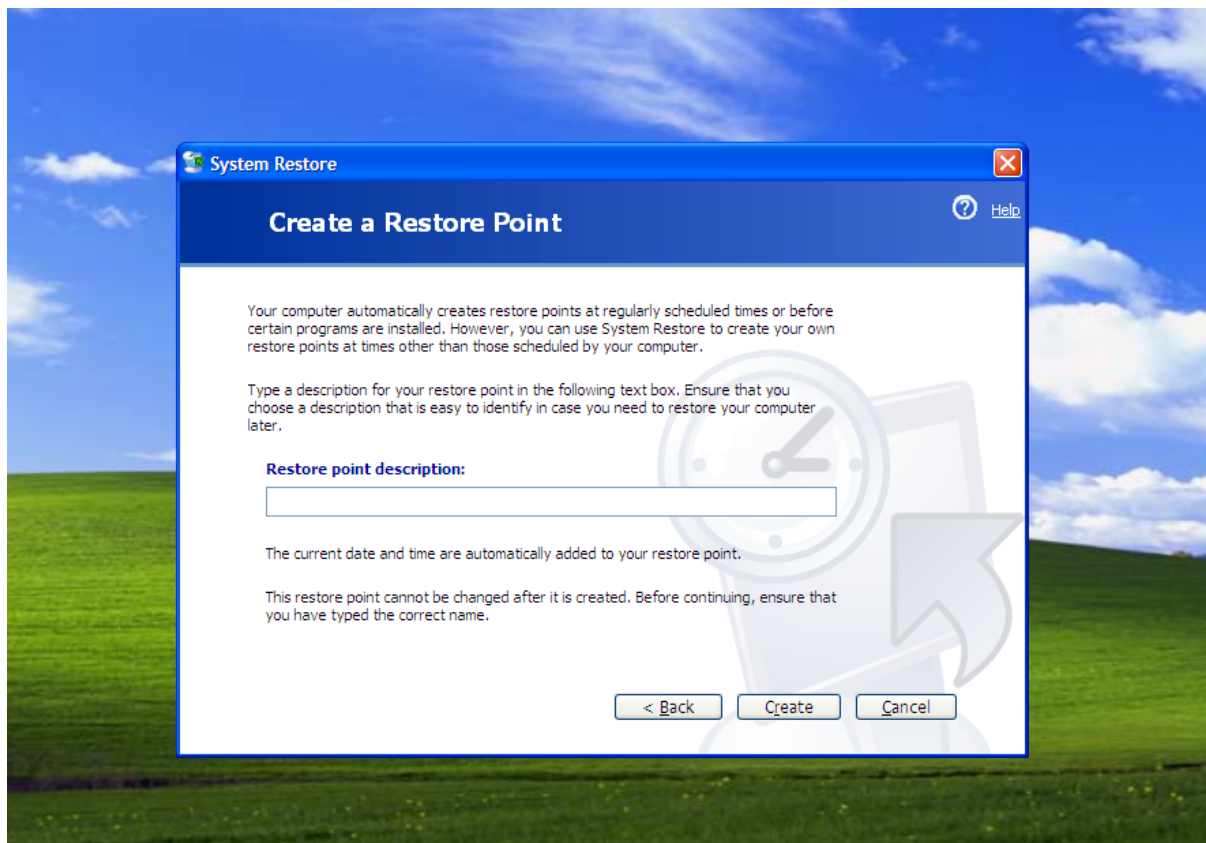 System Restore
Create a Restore Point
Help
Your computer automatically creates restore points at regularly scheduled times or before
certain programs are installed. However, you can use System Restore to create your own
restore points at times other than those scheduled by your computer.
Type a description for your restore point in the following text box. Ensure that you
choose a description that is easy to identify in case you need to restore your computer
later.
Restore point description:
The current date and time are automatically added to your restore point.
This restore point cannot be changed after it is created. Before continuing, ensure that
you have typed the correct name.
< Back Create Cancel